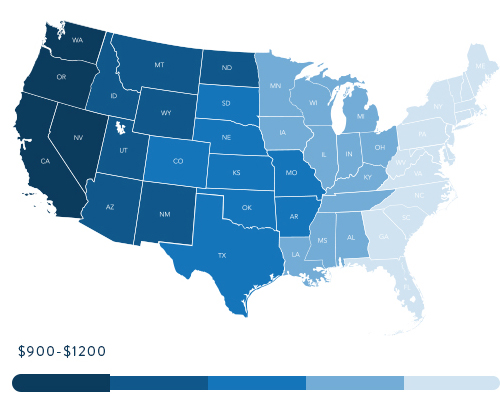 WA
ME
MT
ND
OR
MN
ID
SD
WI
NY
WY
MI
PA
IA
NE
NV
OH
UT
IL
IN
CO
CA
WV
KS
MO
VA
KY
NC
AZ
OK
NM
AR
SC
MS
AL
GA
LA
TX
FL
$900-$1200